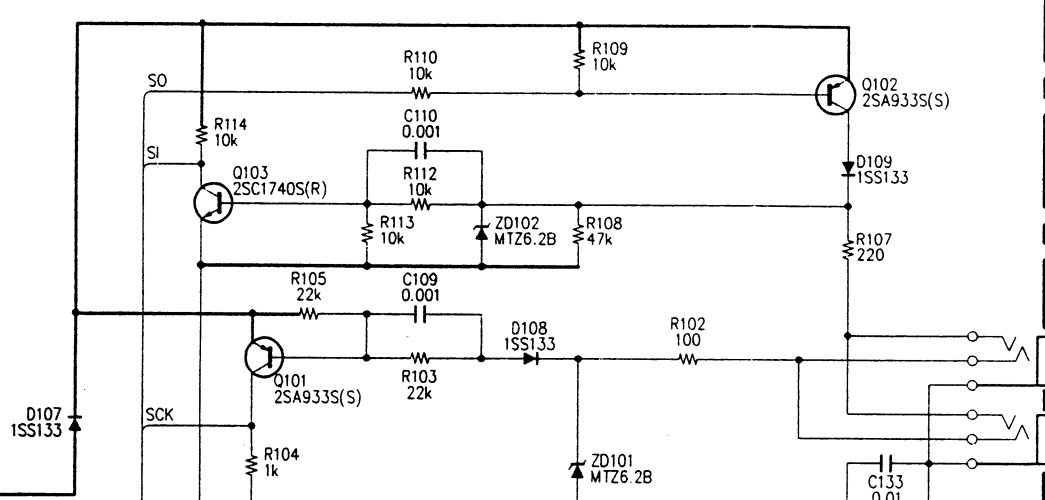 R109
10k
R110
10k
SO
Q102
2SA933S(S)
C110
0.001
R114
10k
SI
Q103
2SC1740S(R)
R112
10k
D109
1SS133
R113
10k
ZD102
MTZ6.2B
R108
47k
R107
220
R105
22k
C109
0.001
D108
1SS133
R102
100
R103
22k
Q101
2SA933S(S)
D107
1SS133
SCK
R104
1k
ZD101
MTZ6.2B
C133
0.01